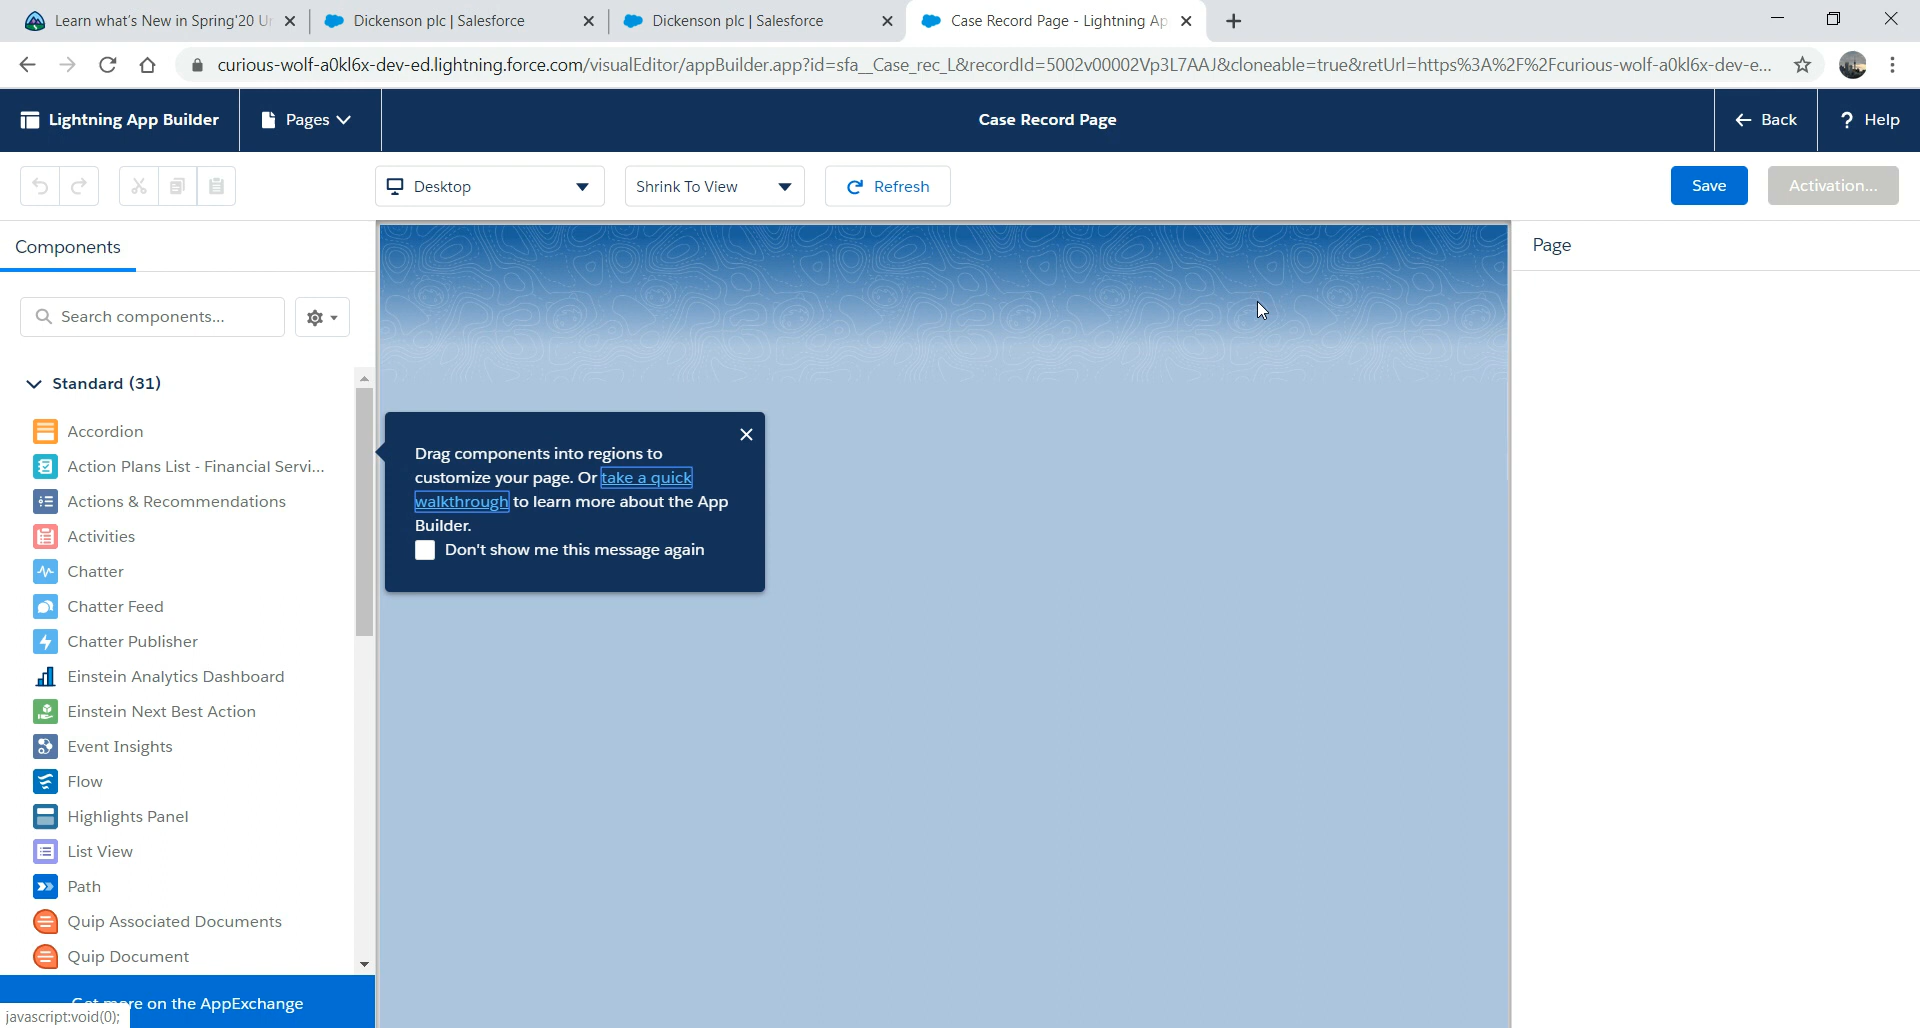 Learn what's New in Spring'20 Ur
Dickenson plc | Salesforce
Dickenson plc | Salesforce
Case Record Page - Lightning Ap
curious-wolf-a0kl6x-dev-ed.lightning.force.com/visualEditor/appBuilder.app?id=sfa__Case_rec_L&recordId=5002v00002Vp3L7AAJ&cloneable=true&retUrl=https%3A%2F%2Fcurious-wolf-a0kl6x-dev-e...
Lightning App Builder
Pages
Case Record Page
Back
? Help
Desktop
Shrink To View
Refresh
Save
Activation...
Components
Page
Search components...
Standard (31)
Accordion
Action Plans List - Financial Servi...
Actions & Recommendations
Activities
Chatter
Chatter Feed
Chatter Publisher
Einstein Analytics Dashboard
Einstein Next Best Action
Event Insights
Flow
Highlights Panel
List View
Path
Quip Associated Documents
Quip Document
Drag components into regions to
customize your page. Or take a quick
walkthrough to learn more about the App
Builder.
Don't show me this message again
Get more on the AppExchange
javascript:void(0);